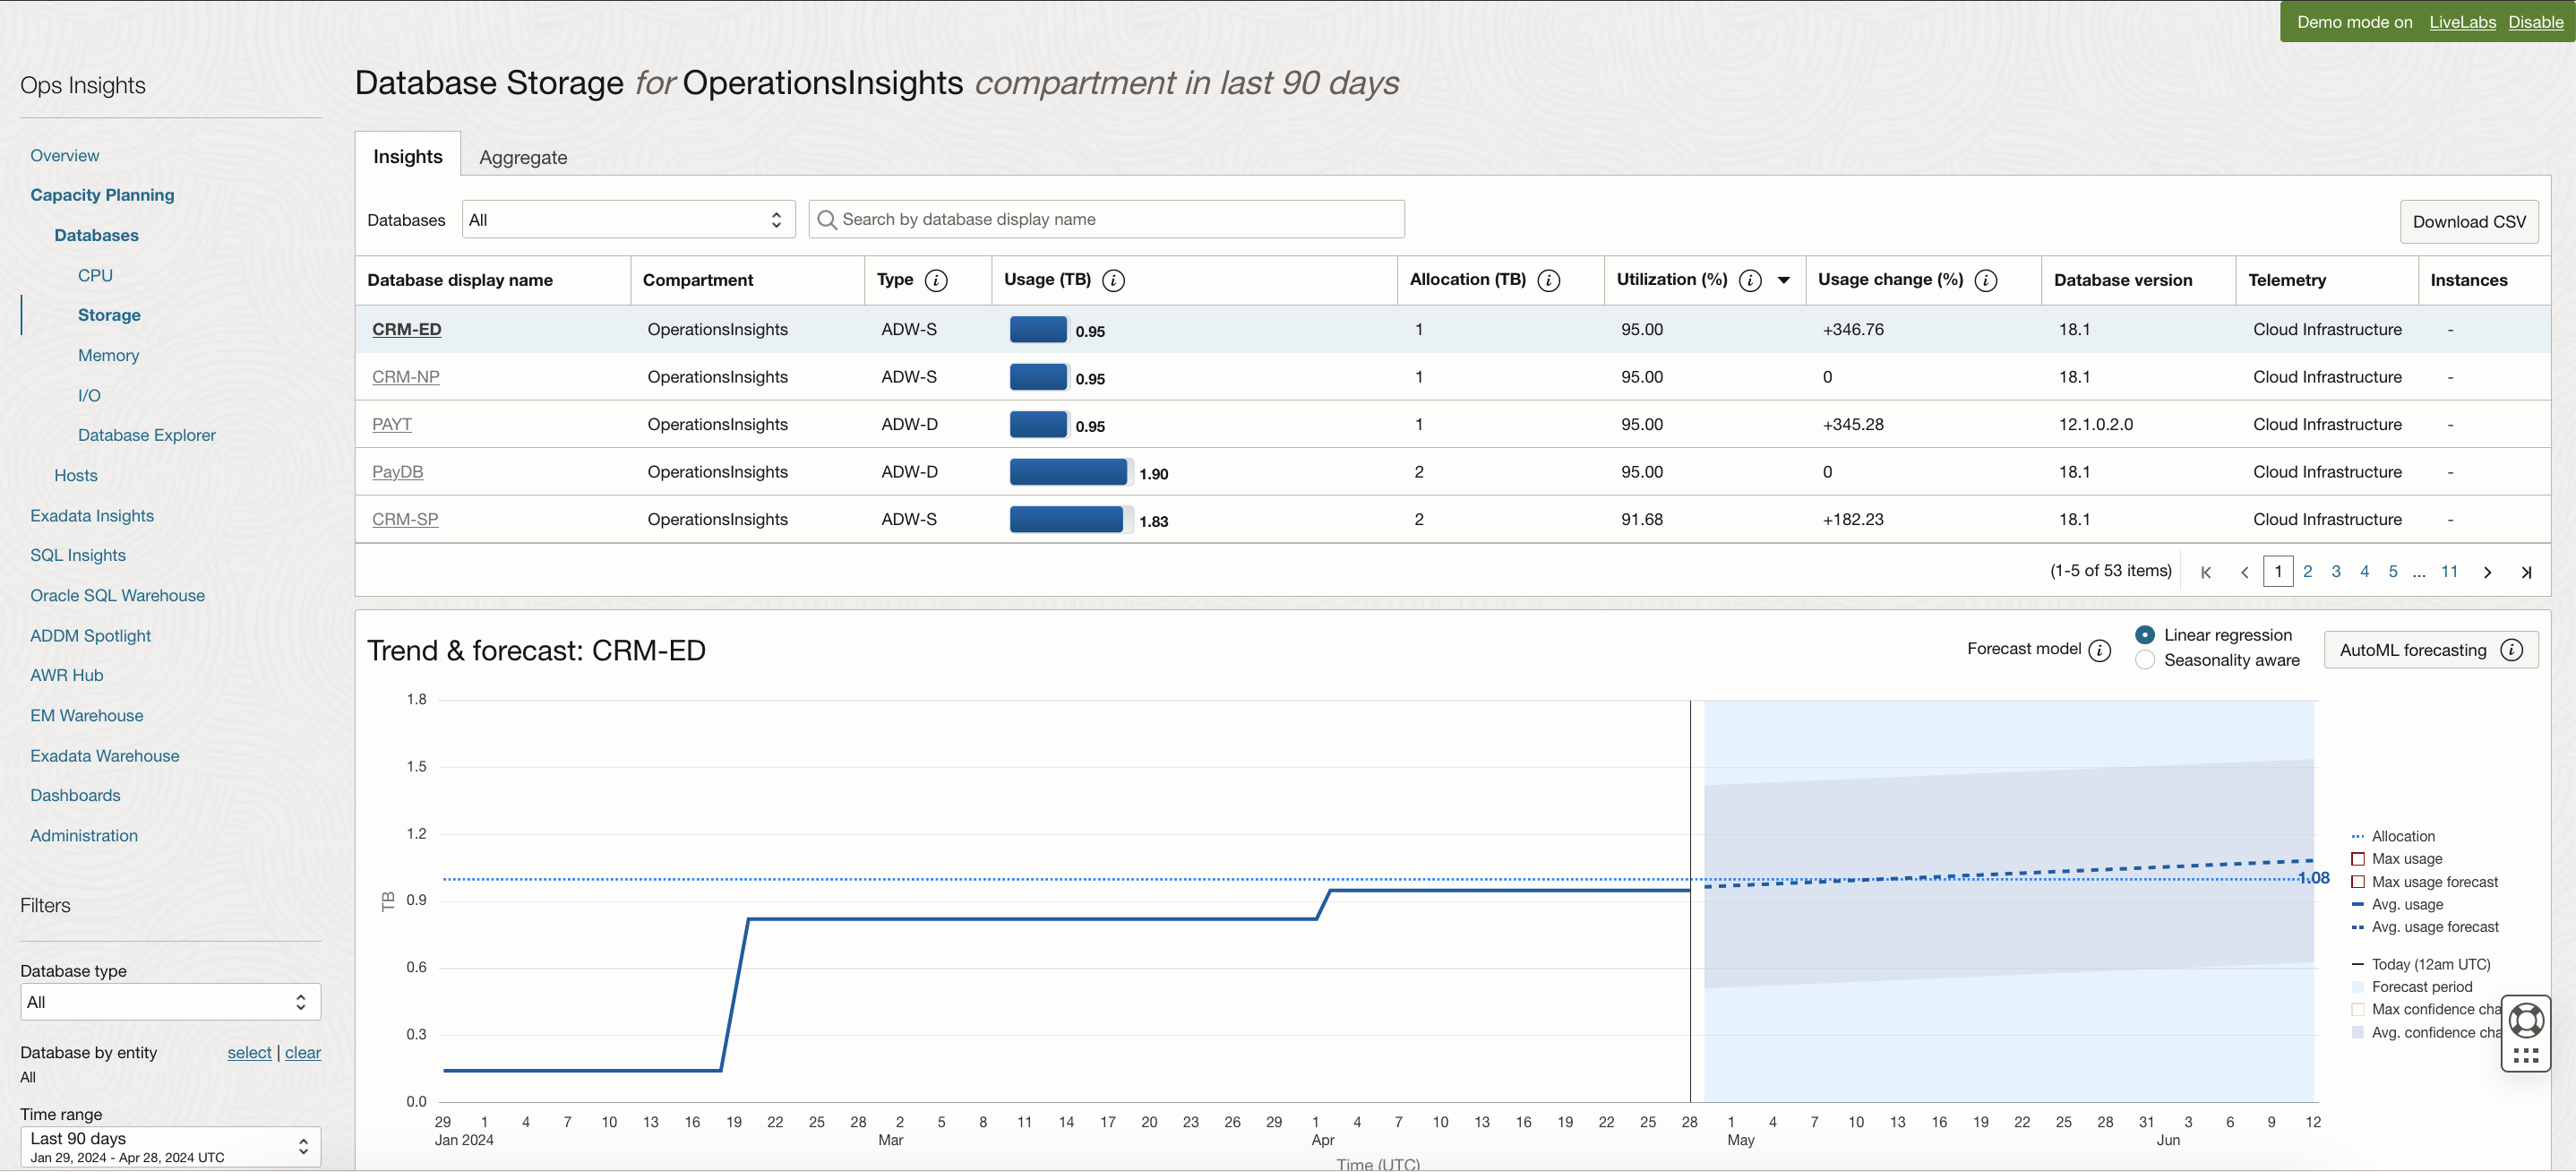 Demo mode on LiveLabs Disable
Ops Insights
Overview
Capacity Planning
Databases
CPU
Storage
Memory
I/O
Database Explorer
Hosts
Exadata Insights
SQL Insights
Oracle SQL Warehouse
ADDM Spotlight
AWR Hub
EM Warehouse
Exadata Warehouse
Dashboards
Administration
Filters
Database type
All
Database by entity select | clear
All
Time range
Last 90 days
Jan 29, 2024 - Apr 28, 2024 UTC
Database Storage for OperationsInsights compartment in last 90 days
Insights Aggregate
Databases All Search by database display name Download CSV
Database display name Compartment Type i Usage (TB) i Allocation (TB) i Utilization (%) i Usage change (%) i Database version Telemetry Instances
CRM-ED OperationsInsights ADW-S 0.95 1 95.00 +346.76 18.1 Cloud Infrastructure -
CRM-NP OperationsInsights ADW-S 0.95 1 95.00 0 18.1 Cloud Infrastructure -
PAYT OperationsInsights ADW-D 0.95 1 95.00 +345.28 12.1.0.2.0 Cloud Infrastructure -
PayDB OperationsInsights ADW-D 1.90 2 95.00 0 18.1 Cloud Infrastructure -
CRM-SP OperationsInsights ADW-S 1.83 2 91.68 +182.23 18.1 Cloud Infrastructure -
(1-5 of 53 items) 1 2 3 4 5 ... 11
Trend & forecast: CRM-ED
Forecast model i
Linear regression
Seasonality aware
AutoML forecasting i
1.8
1.5
1.2
0.9
0.6
0.3
0.0
TB
1.08
29 1 4 7 10 13 16 19 22 25 28 2 5 8 11 14 17 20 23 26 29 1 4 7 10 13 16 19 22 25 28 1 4 7 10 13 16 19 22 25 28 31 3 6 9 12
Jan 2024 Mar Apr May Jun
Time (UTC)
Allocation
Max usage
Max usage forecast
Avg. usage
Avg. usage forecast
Today (12am UTC)
Forecast period
Max confidence cha
Avg. confidence cha